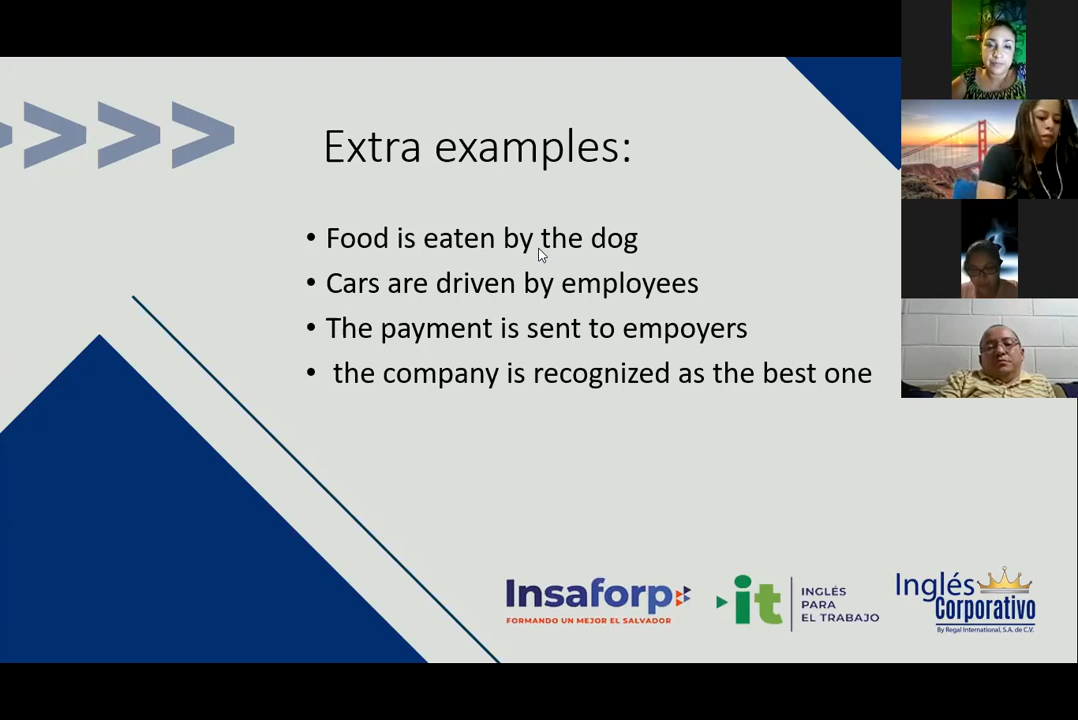 Extra examples:
• Food is eaten by the dog
• Cars are driven by employees
• The payment is sent to empoyers
• the company is recognized as the best one
Insaforp
FORMANDO UN MEJOR EL SALVADOR
it
INGLÉS
PARA
EL TRABAJO
Inglés
Corporativo
By Regal International, S.A. de C.V.